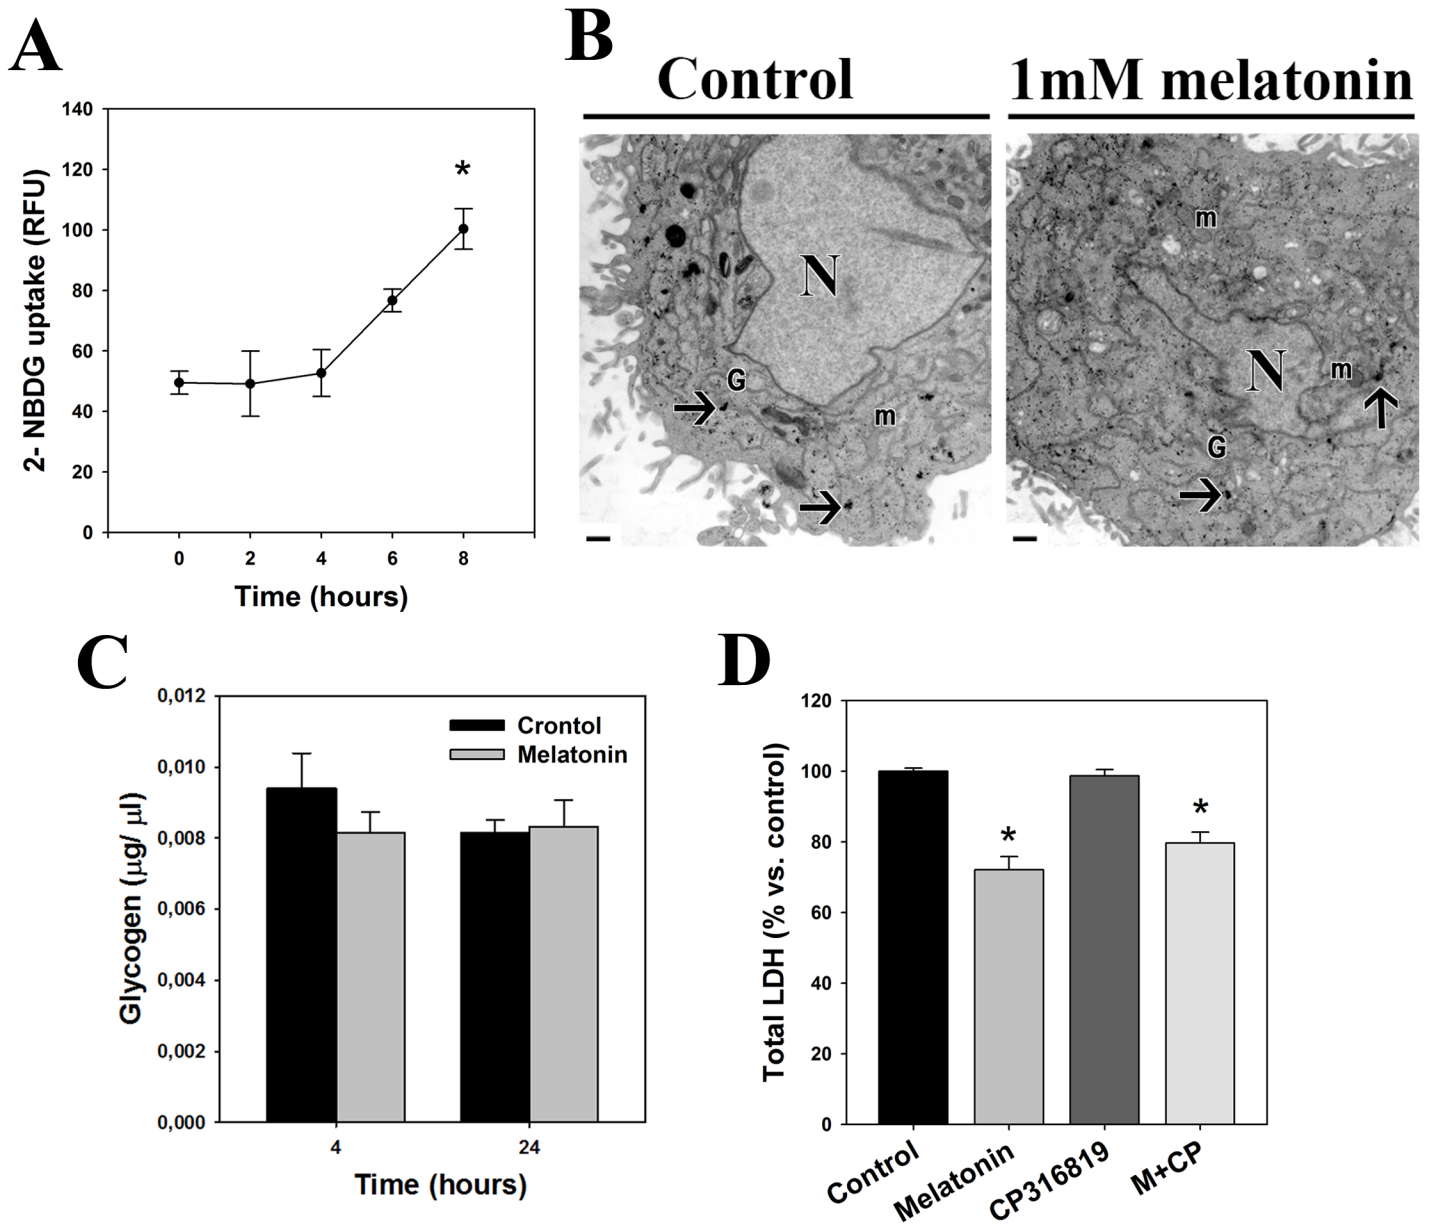 A
140
120
100
80
60
40
20
0
2- NBDG uptake (RFU)
*
0 2 4 6 8
Time (hours)
B
Control
1mM melatonin
N
G
m
m
N
m
G
C
0,012
0,010
0,008
0,006
0,004
0,002
0,000
Glycogen (μg/ μl)
Crontol
Melatonin
4 24
Time (hours)
D
120
100
80
60
40
20
0
Total LDH (% vs. control)
*
*
Control
Melatonin
CP316819
M+CP